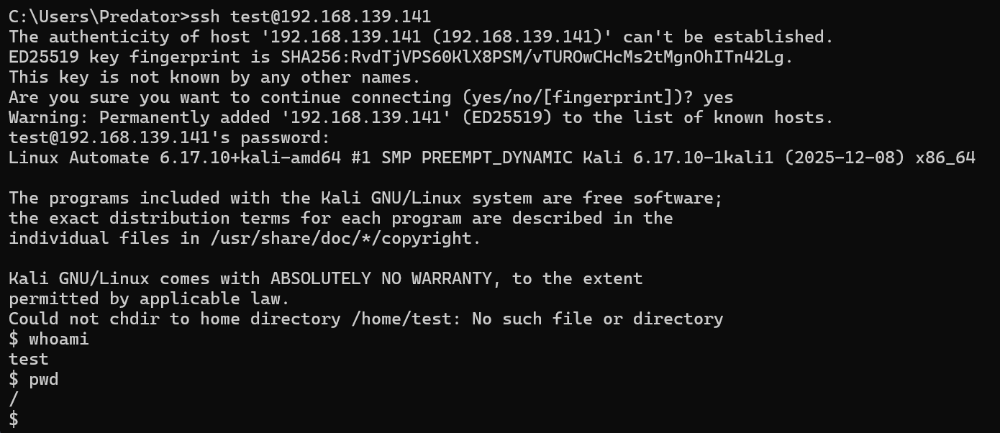 C:\Users\Predator>ssh test@192.168.139.141
The authenticity of host '192.168.139.141 (192.168.139.141)' can't be established.
ED25519 key fingerprint is SHA256:RvdTjVPS60KlX8PSM/vTUROwCHcMs2tMgnOhITn42Lg.
This key is not known by any other names.
Are you sure you want to continue connecting (yes/no/[fingerprint])? yes
Warning: Permanently added '192.168.139.141' (ED25519) to the list of known hosts.
test@192.168.139.141's password:
Linux Automate 6.17.10+kali-amd64 #1 SMP PREEMPT_DYNAMIC Kali 6.17.10-1kali1 (2025-12-08) x86_64

The programs included with the Kali GNU/Linux system are free software;
the exact distribution terms for each program are described in the
individual files in /usr/share/doc/*/copyright.

Kali GNU/Linux comes with ABSOLUTELY NO WARRANTY, to the extent
permitted by applicable law.
Could not chdir to home directory /home/test: No such file or directory
$ whoami
test
$ pwd
/
$